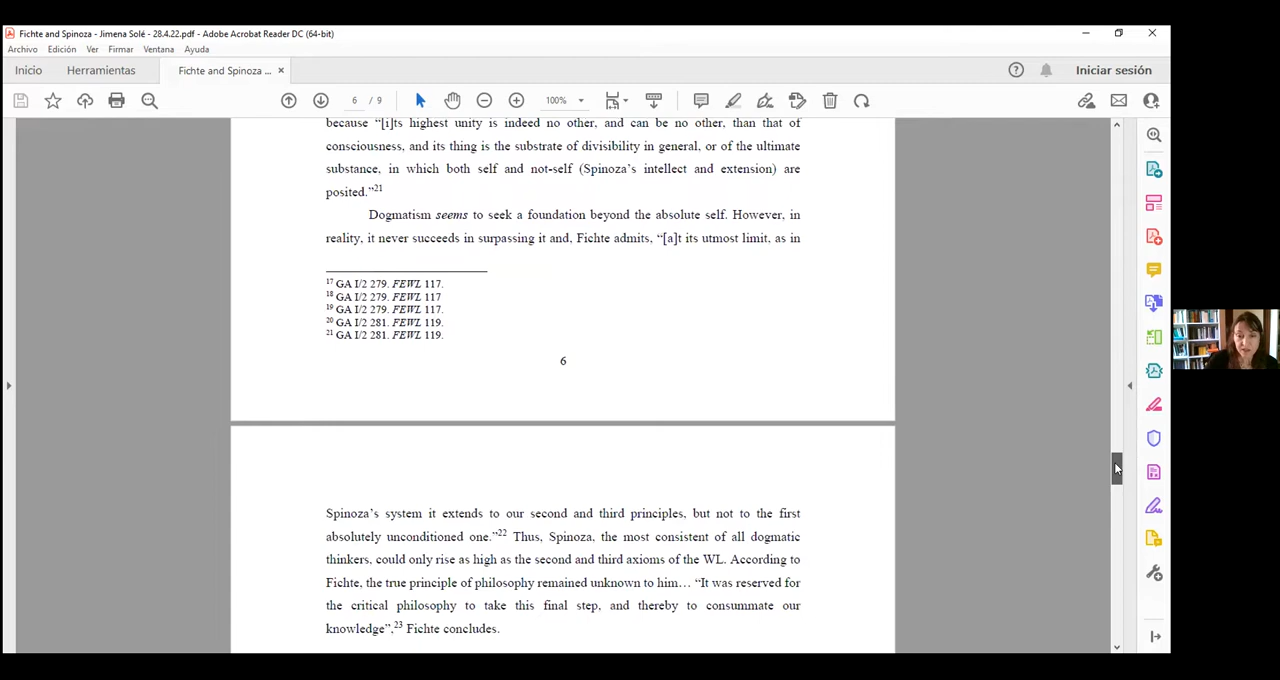 Fichte and Spinoza - Jimena Solé - 28.4.22.pdf - Adobe Acrobat Reader DC (64-bit)
Archivo Edición Ver Firmar Ventana Ayuda
Inicio Herramientas Fichte and Spinoza ... × Iniciar sesión
6 / 9 100%
because “[i]ts highest unity is indeed no other, and can be no other, than that of
consciousness, and its thing is the substrate of divisibility in general, or of the ultimate
substance, in which both self and not-self (Spinoza’s intellect and extension) are
posited.”21
Dogmatism seems to seek a foundation beyond the absolute self. However, in
reality, it never succeeds in surpassing it and, Fichte admits, “[a]t its utmost limit, as in
17 GA I/2 279. FEWL 117.
18 GA I/2 279. FEWL 117
19 GA I/2 279. FEWL 117.
20 GA I/2 281. FEWL 119.
21 GA I/2 281. FEWL 119.
6
Spinoza’s system it extends to our second and third principles, but not to the first
absolutely unconditioned one.”22 Thus, Spinoza, the most consistent of all dogmatic
thinkers, could only rise as high as the second and third axioms of the WL. According to
Fichte, the true principle of philosophy remained unknown to him… “It was reserved for
the critical philosophy to take this final step, and thereby to consummate our
knowledge”,23 Fichte concludes.